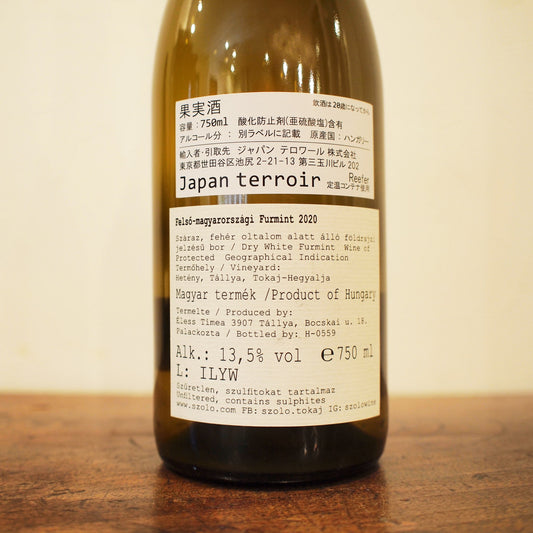 飲酒は20歳になってから
果実酒
容量：750ml 酸化防止剤(亜硫酸塩)含有
アルコール分：別ラベルに記載 原産国：ハンガリー
輸入者・引取先 ジャパン テロワール 株式会社
東京都世田谷区池尻 2-21-13 第三玉川ビル 202
Japan terroir Reefer
定温コンテナ使用
Felső-magyarországi Furmint 2020
Száraz, fehér oltalom alatt álló földrajzi
jelzésű bor / Dry White Furmint Wine of
Protected Geographical Indication
Termőhely / Vineyard:
Hetény, Tállya, Tokaj-Hegyalja
Magyar termék /Product of Hungary
Termelte / Produced by:
Éless Tímea 3907 Tállya, Bocskai u. 18.
Palackozta / Bottled by: H-0559
Alk.: 13,5% vol ℮750 ml
L: ILYW
Szűretlen, szulfitokat tartalmaz
Unfiltered, contains sulphites
www.szolo.com FB: szolo.tokaj IG: szolowine